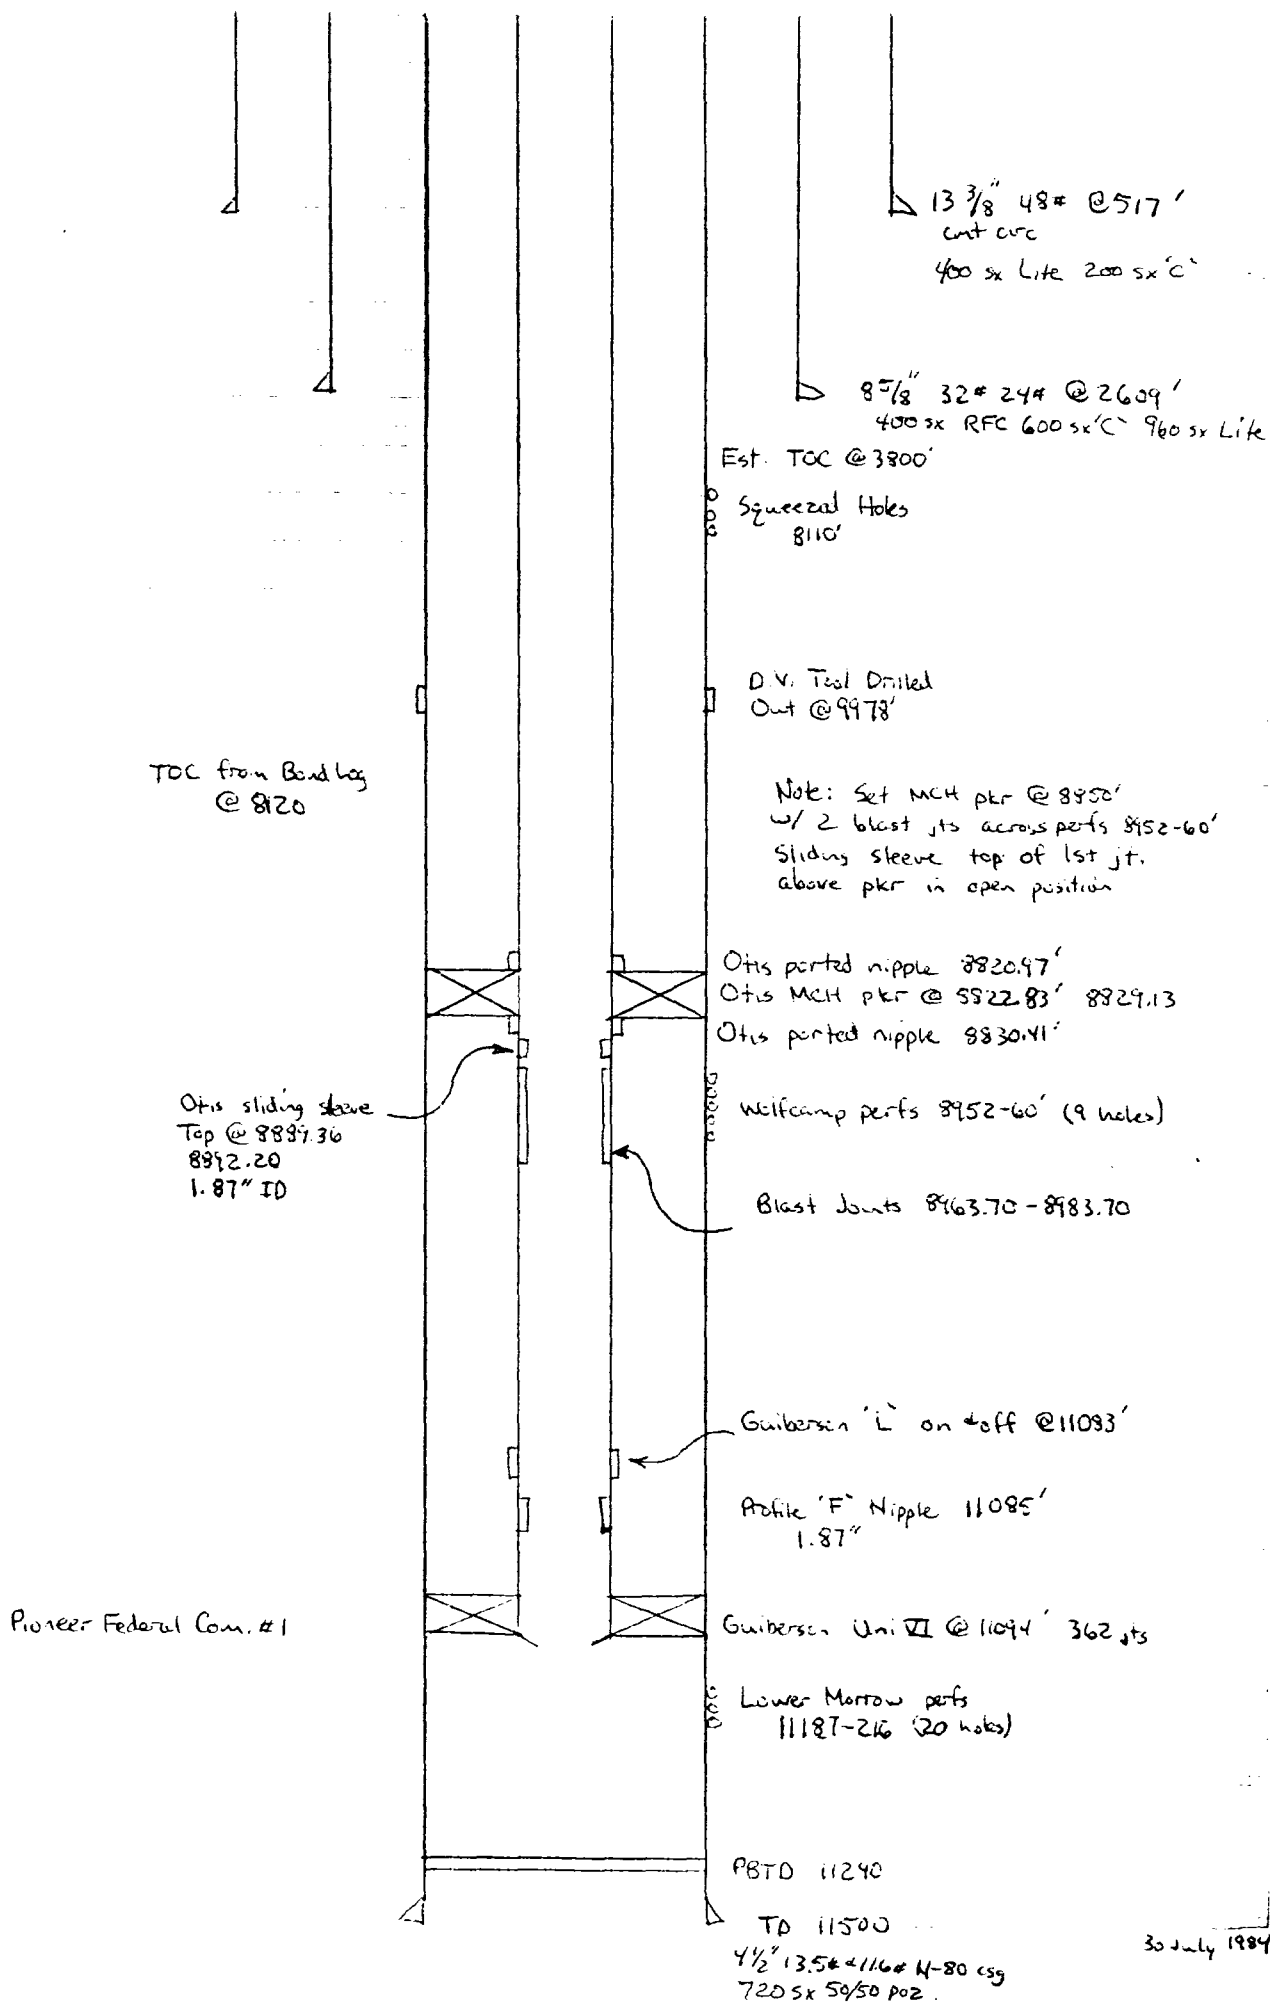 13 3/8" 48# @ 517'
cmt circ
400 sx Lite 200 sx 'C'
8 5/8" 32# 24# @ 2609'
400 sx RFC 600 sx 'C' 960 sx Lite
Est. TOC @ 3800'
Squeezed Holes
8110'
D.V. Tool Drilled
Out @ 9978'
TOC from Bond Log
@ 8120
Note: Set MCH pkr @ 8950'
w/ 2 blast jts across perfs 8952-60'
Sliding sleeve top of 1st jt.
above pkr in open position
Otis ported nipple 8820.97'
Otis MCH pkr @ 8822.83' 8829.13
Otis ported nipple 8830.41'
Otis sliding sleeve
Top @ 8889.36
8892.20
1.87" ID
Wolfcamp perfs 8952-60' (9 holes)
Blast Joints 8963.70-8983.70
Guiberson 'L' on & off @ 11083'
Profile 'F' Nipple 11085'
1.87"
Pioneer Federal Com. #1
Guiberson Uni VI @ 11094' 362 jts
Lower Morrow perfs
11187-216 (20 holes)
PBTD 11240
TD 11500
4 1/2" 13.5# & 11.6# N-80 csg
720 sx 50/50 poz.
30 July 1984